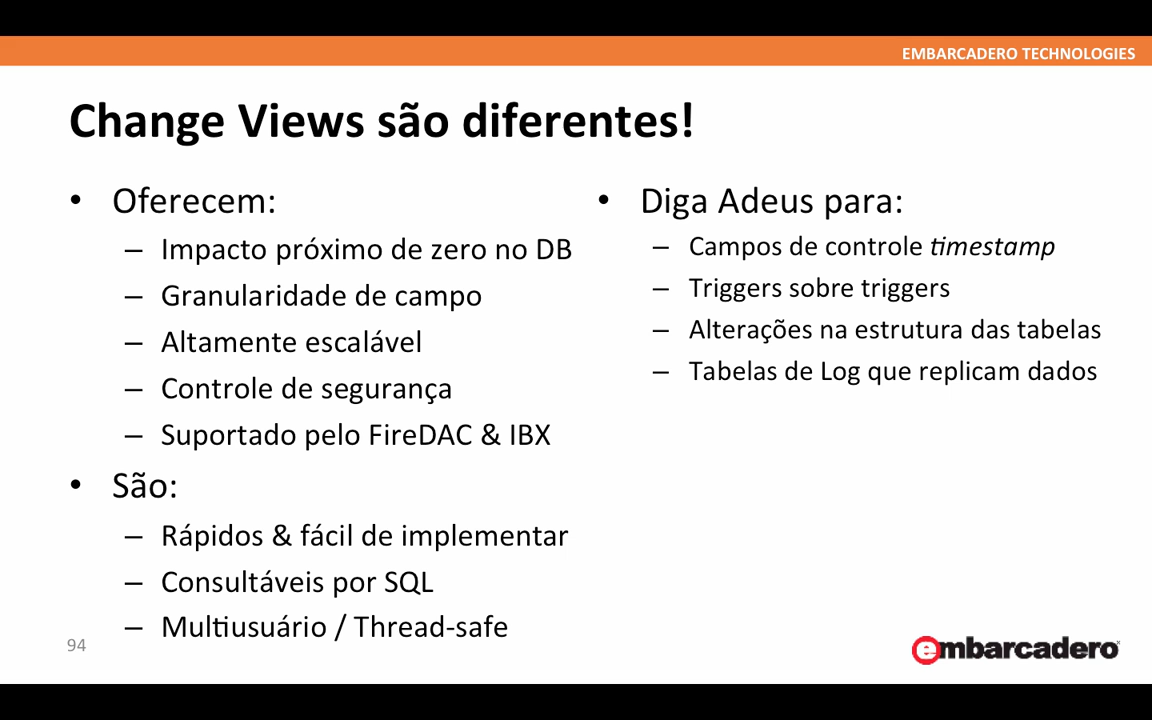 EMBARCADERO TECHNOLOGIES
Change Views são diferentes!
• Oferecem:
– Impacto próximo de zero no DB
– Granularidade de campo
– Altamente escalável
– Controle de segurança
– Suportado pelo FireDAC & IBX
• São:
– Rápidos & fácil de implementar
– Consultáveis por SQL
– Multiusuário / Thread-safe
• Diga Adeus para:
– Campos de controle timestamp
– Triggers sobre triggers
– Alterações na estrutura das tabelas
– Tabelas de Log que replicam dados
94
embarcadero